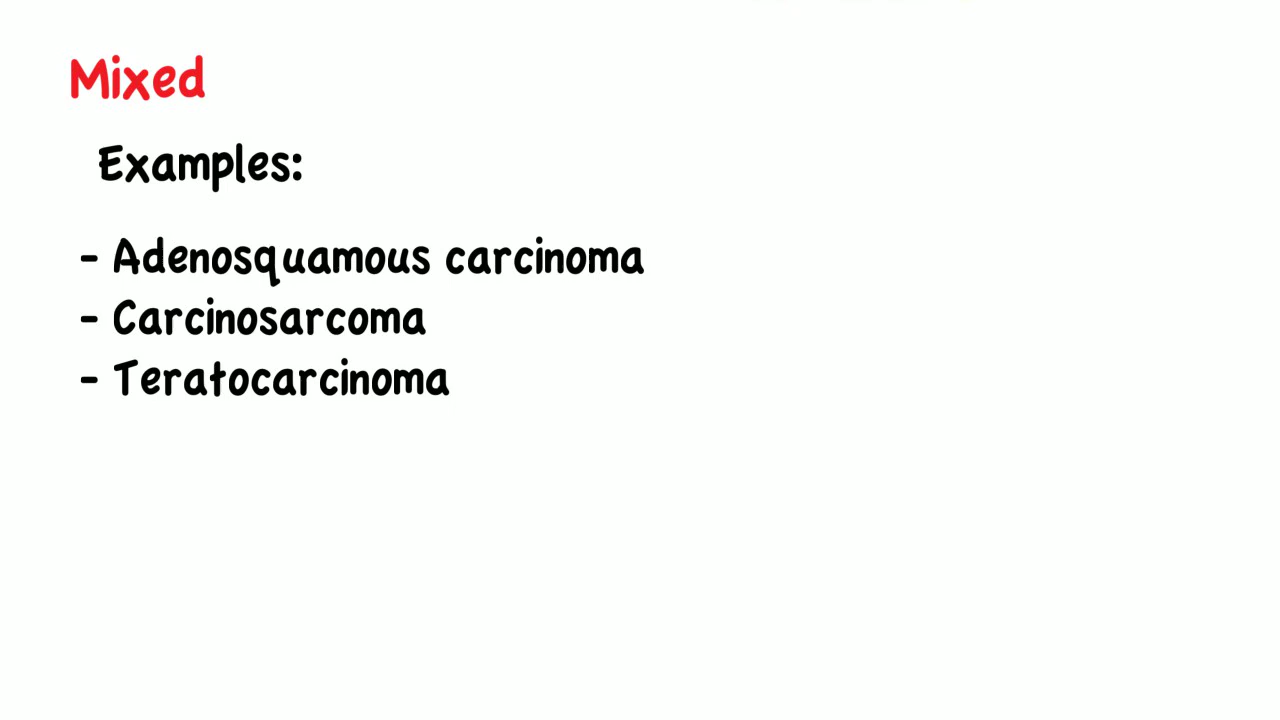 Mixed
Examples:
- Adenosquamous carcinoma
- Carcinosarcoma
- Teratocarcinoma